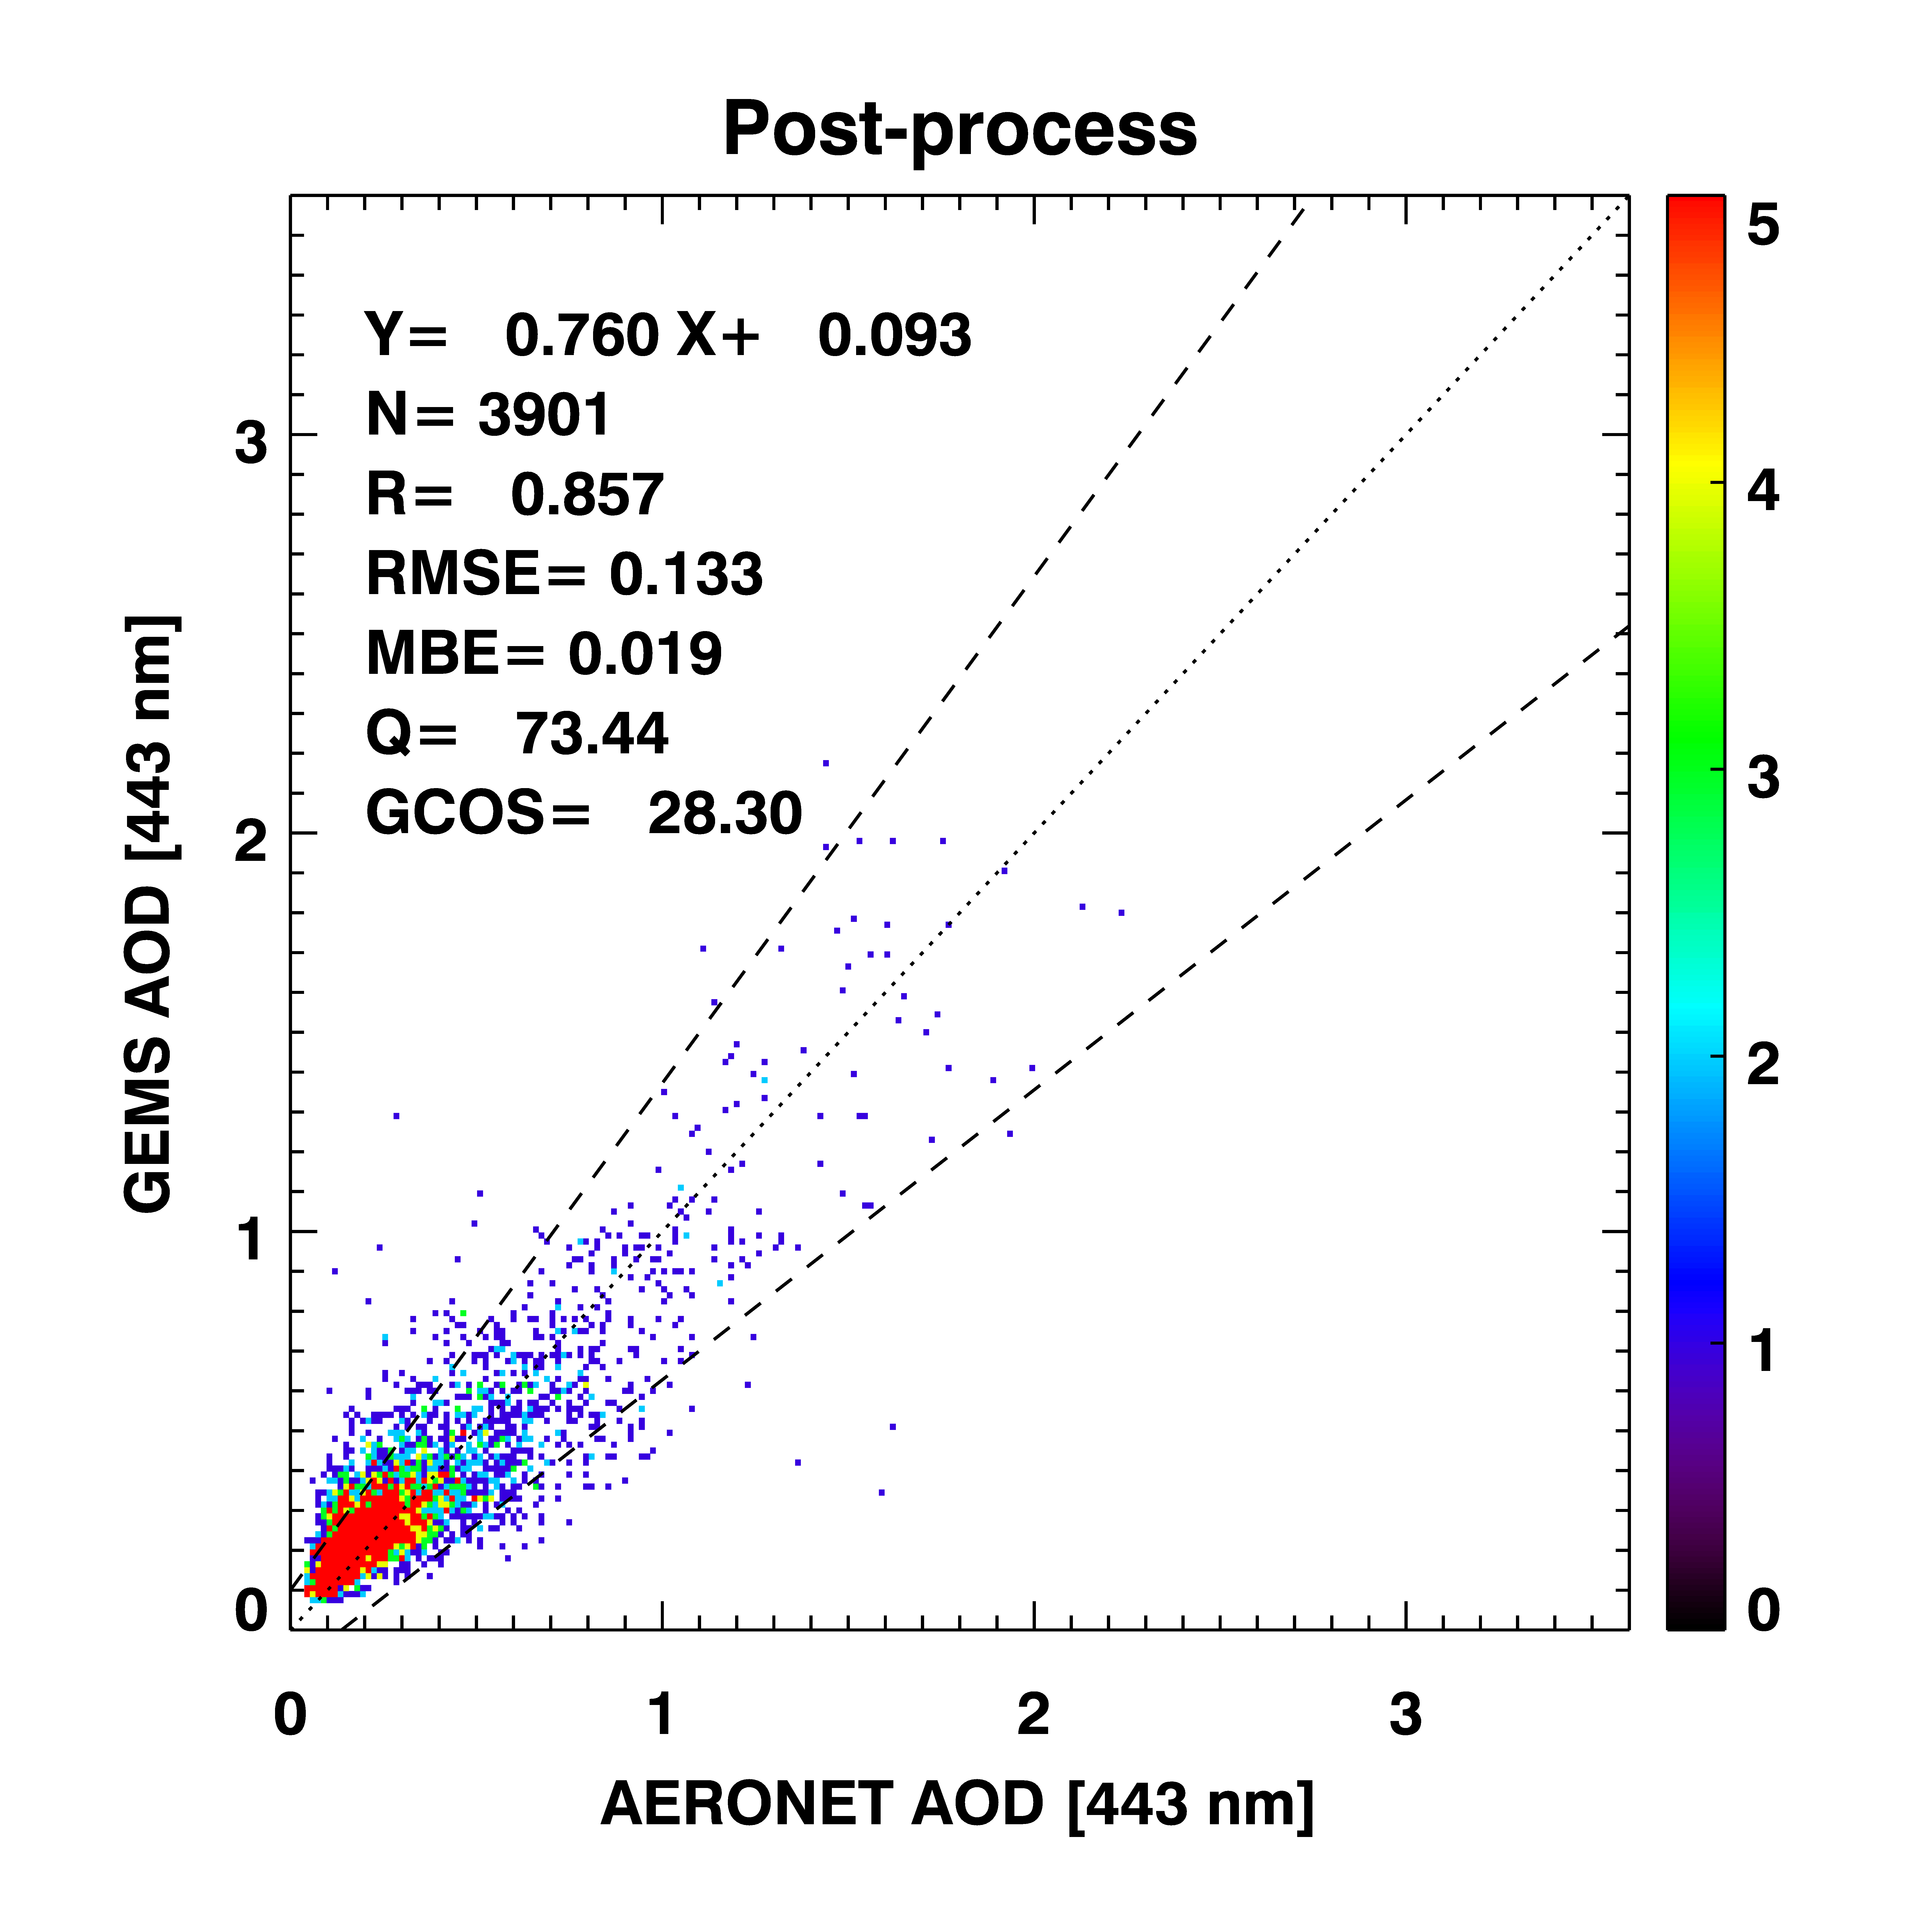 Post-process
Y= 0.760 X+ 0.093
N= 3901
R= 0.857
RMSE= 0.133
MBE= 0.019
Q= 73.44
GCOS= 28.30
GEMS AOD [443 nm]
3
2
1
0
0 1 2 3
AERONET AOD [443 nm]
5
4
3
2
1
0